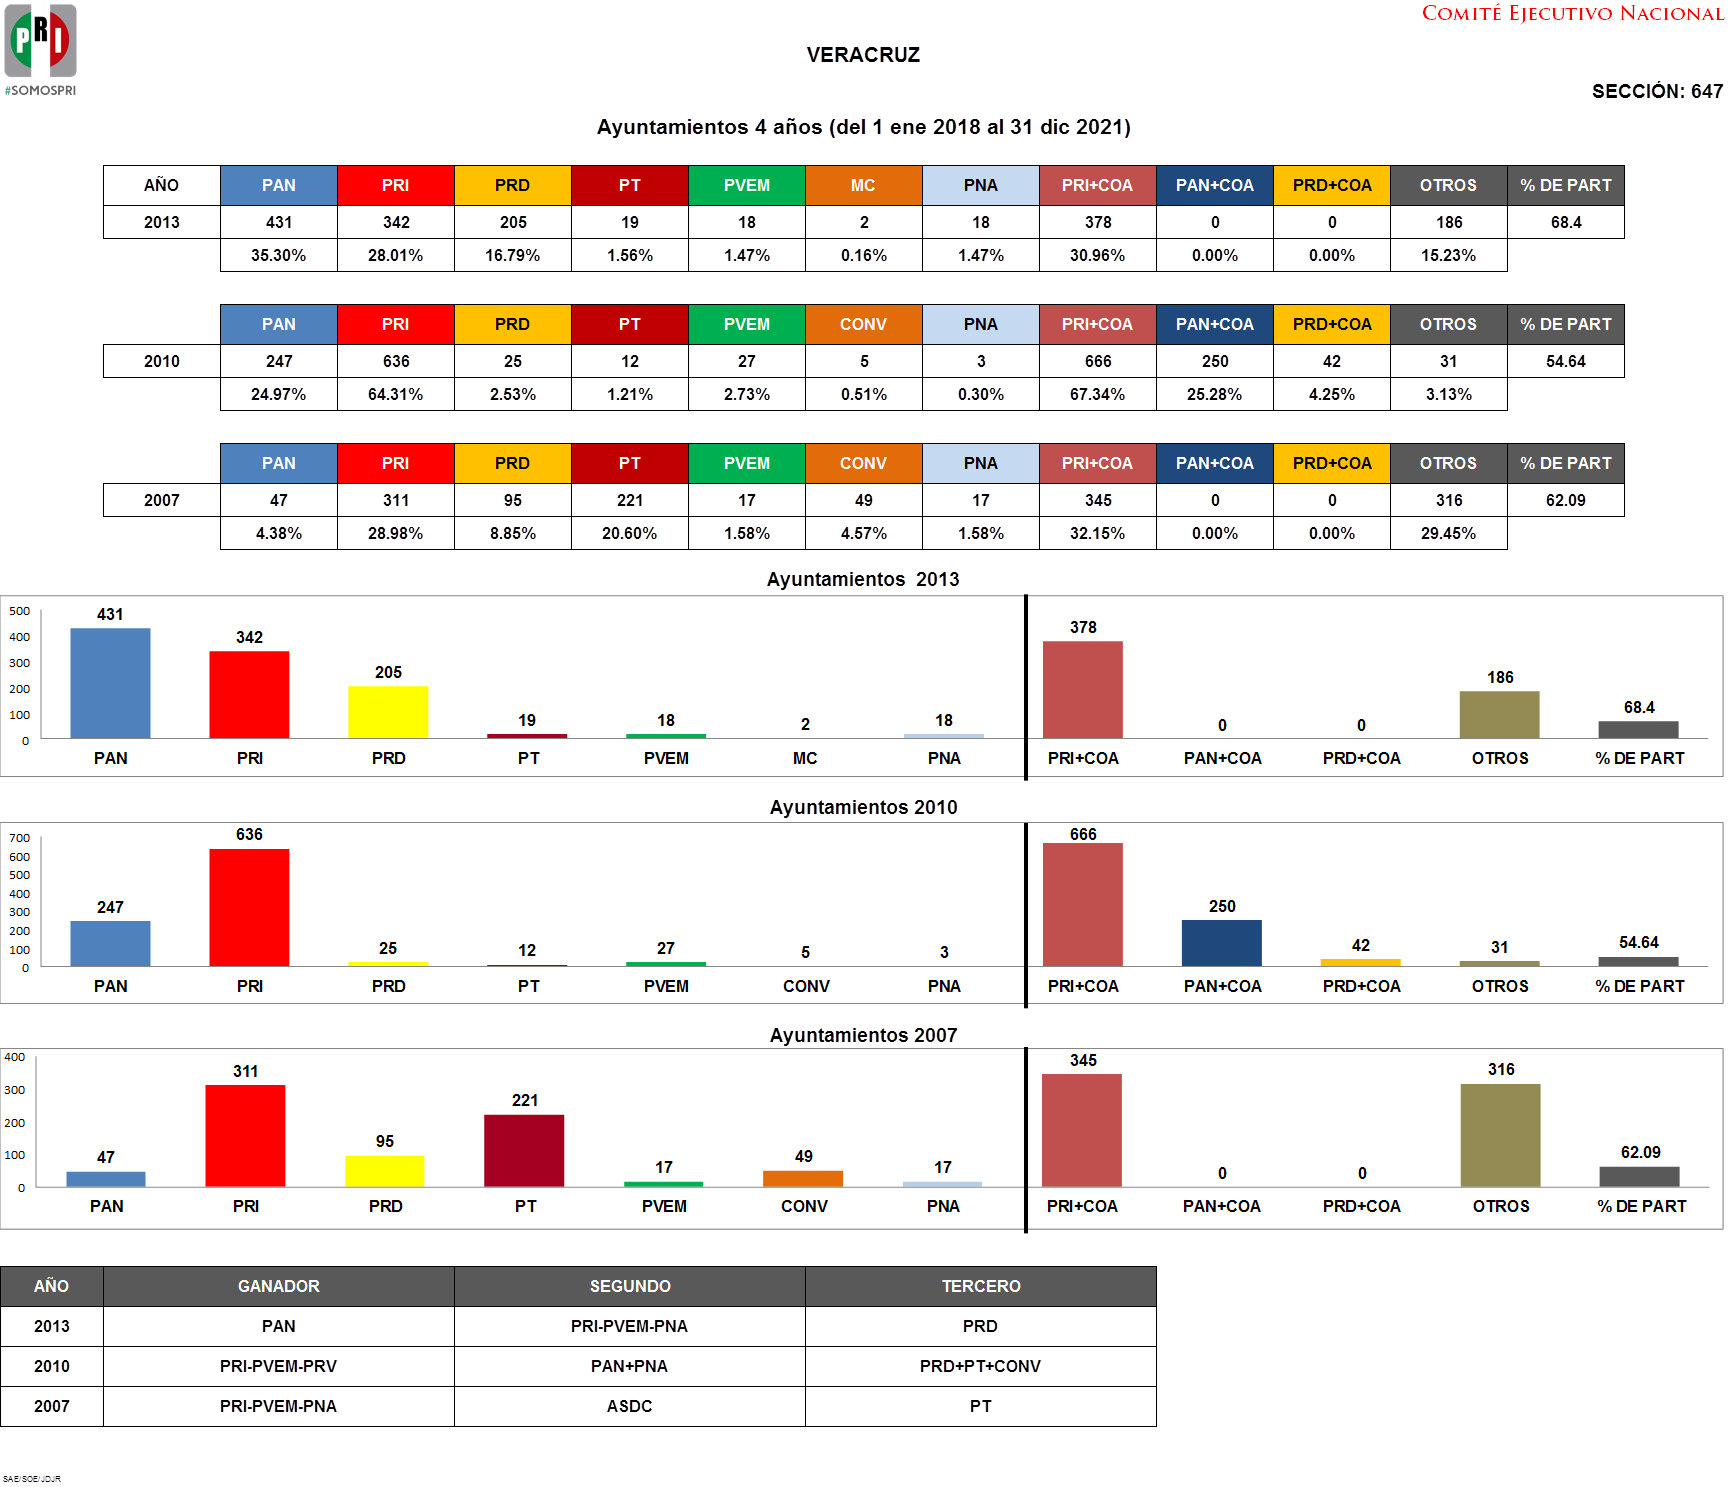 PRI
#SOMOSPRI
COMITÉ EJECUTIVO NACIONAL
VERACRUZ
SECCIÓN: 647
Ayuntamientos 4 años (del 1 ene 2018 al 31 dic 2021)
AÑO PAN PRI PRD PT PVEM MC PNA PRI+COA PAN+COA PRD+COA OTROS % DE PART
2013 431 342 205 19 18 2 18 378 0 0 186 68.4
35.30% 28.01% 16.79% 1.56% 1.47% 0.16% 1.47% 30.96% 0.00% 0.00% 15.23%
PAN PRI PRD PT PVEM CONV PNA PRI+COA PAN+COA PRD+COA OTROS % DE PART
2010 247 636 25 12 27 5 3 666 250 42 31 54.64
24.97% 64.31% 2.53% 1.21% 2.73% 0.51% 0.30% 67.34% 25.28% 4.25% 3.13%
PAN PRI PRD PT PVEM CONV PNA PRI+COA PAN+COA PRD+COA OTROS % DE PART
2007 47 311 95 221 17 49 17 345 0 0 316 62.09
4.38% 28.98% 8.85% 20.60% 1.58% 4.57% 1.58% 32.15% 0.00% 0.00% 29.45%
Ayuntamientos 2013
500
400
300
200
100
0
431 342 205 19 18 2 18 378 0 0 186 68.4
PAN PRI PRD PT PVEM MC PNA PRI+COA PAN+COA PRD+COA OTROS % DE PART
Ayuntamientos 2010
700
600
500
400
300
200
100
0
247 636 25 12 27 5 3 666 250 42 31 54.64
PAN PRI PRD PT PVEM CONV PNA PRI+COA PAN+COA PRD+COA OTROS % DE PART
Ayuntamientos 2007
400
300
200
100
0
47 311 95 221 17 49 17 345 0 0 316 62.09
PAN PRI PRD PT PVEM CONV PNA PRI+COA PAN+COA PRD+COA OTROS % DE PART
AÑO GANADOR SEGUNDO TERCERO
2013 PAN PRI-PVEM-PNA PRD
2010 PRI-PVEM-PRV PAN+PNA PRD+PT+CONV
2007 PRI-PVEM-PNA ASDC PT
SAE/SOE/JDJR